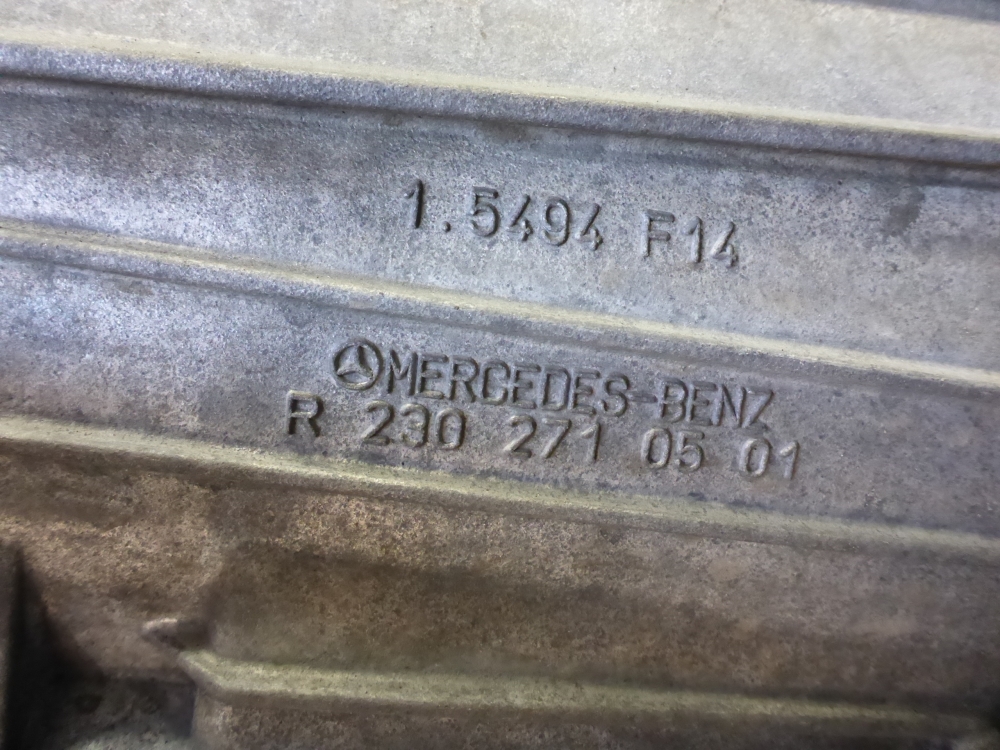 1.5494 F14
MERCEDES-BENZ
R 230 271 05 01